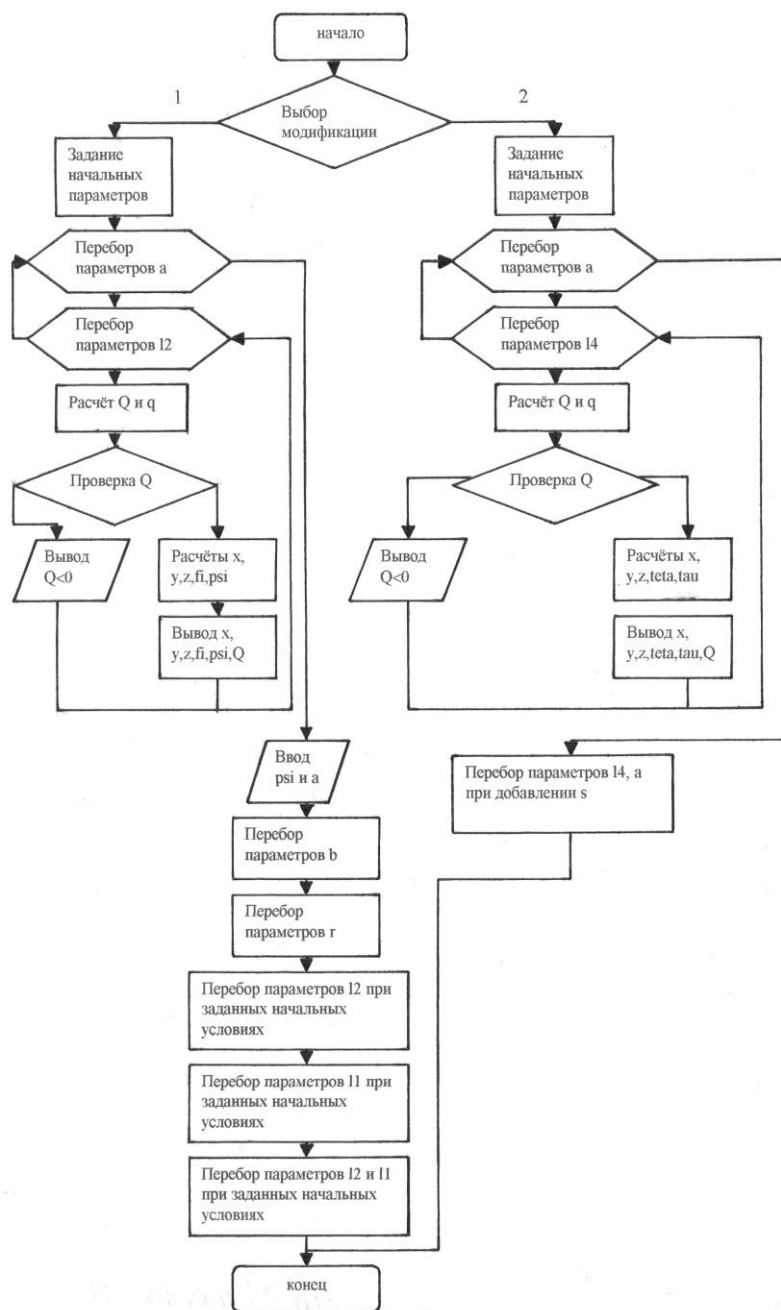 начало
1
2
Выбор
модификации
Задание
начальных
параметров
Задание
начальных
параметров
Перебор
параметров a
Перебор
параметров a
Перебор
параметров l2
Перебор
параметров l4
Расчёт Q и q
Расчёт Q и q
Проверка Q
Проверка Q
Вывод
Q<0
Расчёты x,
y,z,fi,psi
Вывод
Q<0
Расчёты x,
y,z,teta,tau
Вывод x,
y,z,fi,psi,Q
Вывод x,
y,z,teta,tau,Q
Ввод
psi и a
Перебор параметров l4, a
при добавлении s
Перебор
параметров b
Перебор
параметров r
Перебор параметров l2 при
заданных начальных
условиях
Перебор параметров l1 при
заданных начальных
условиях
Перебор параметров l2 и l1
при заданных начальных
условиях
конец